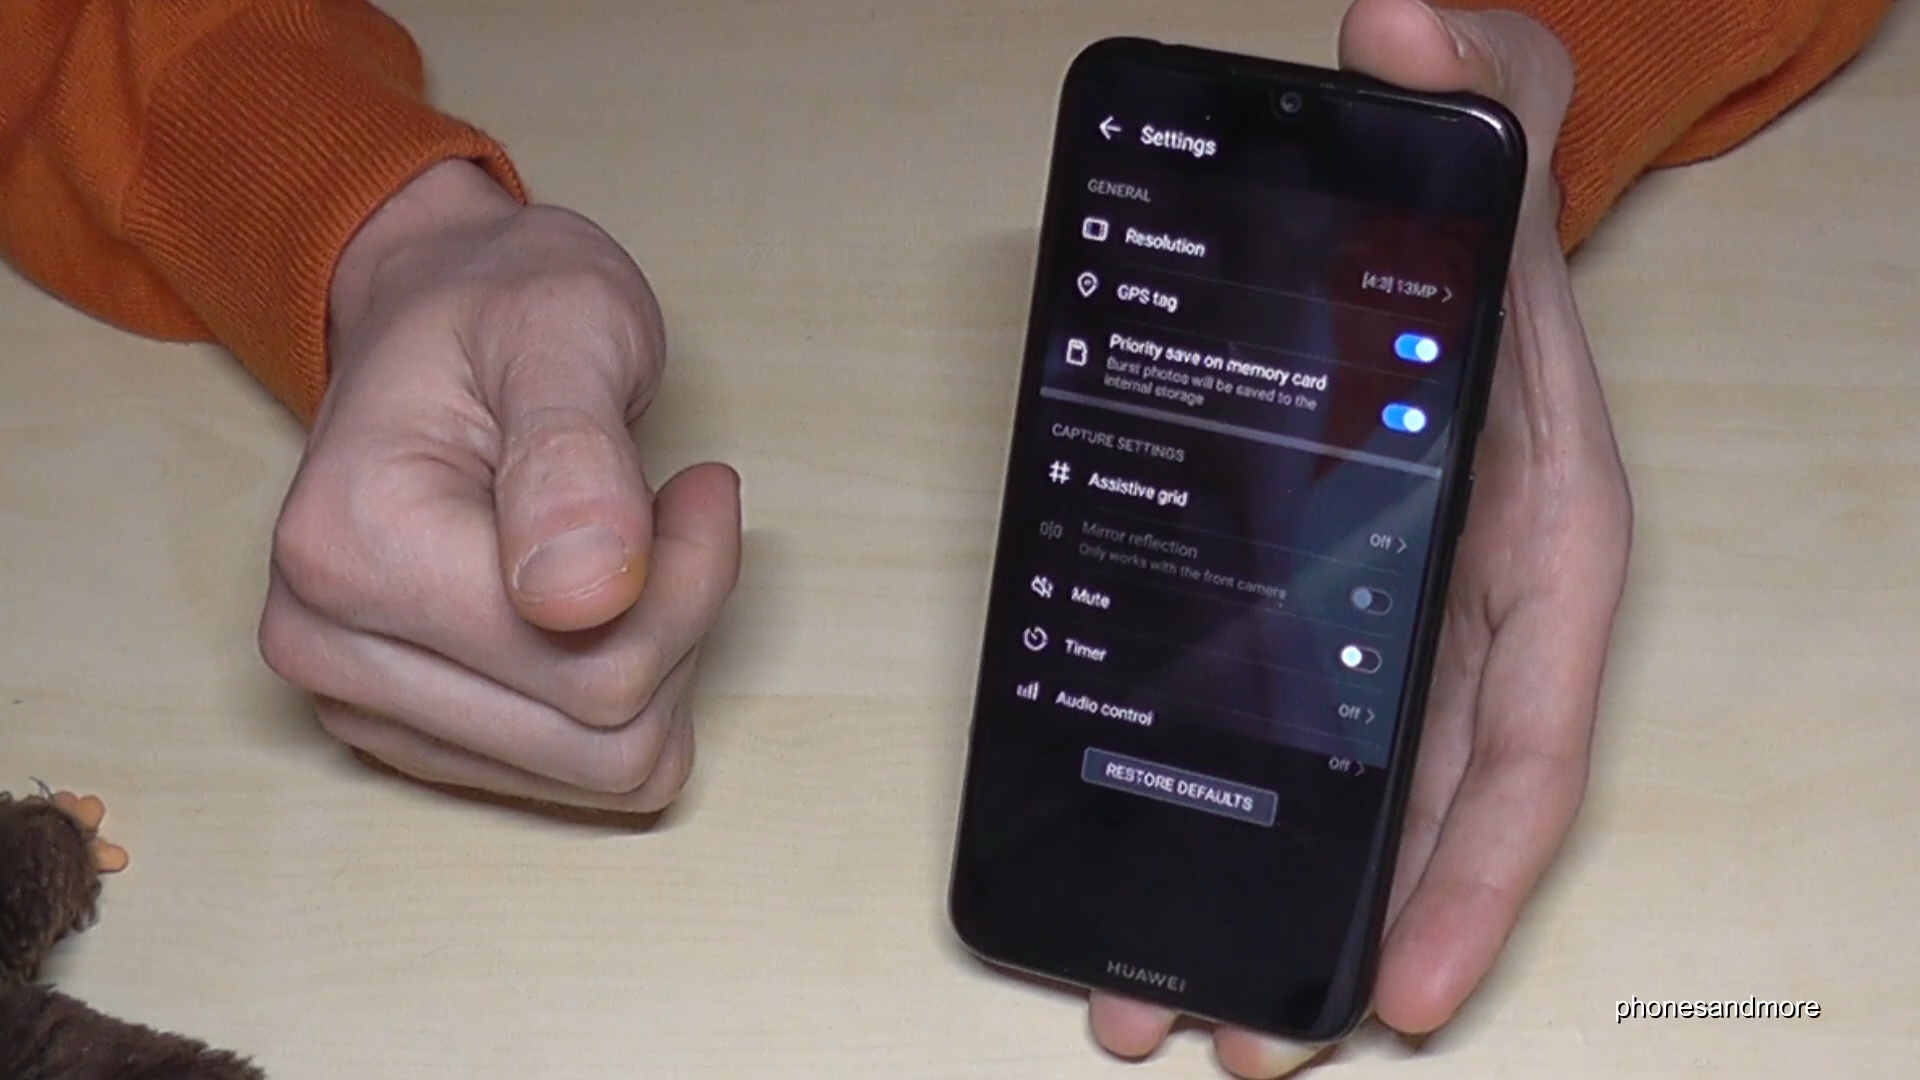 Settings
GENERAL
Resolution
[4:3] 13MP
GPS tag
Priority save on memory card
Burst photos will be saved to the
internal storage
CAPTURE SETTINGS
Assistive grid
Off
Mirror reflection
Only works with the front camera
Mute
Timer
Off
Audio control
Off
RESTORE DEFAULTS
HUAWEI
phonesandmore